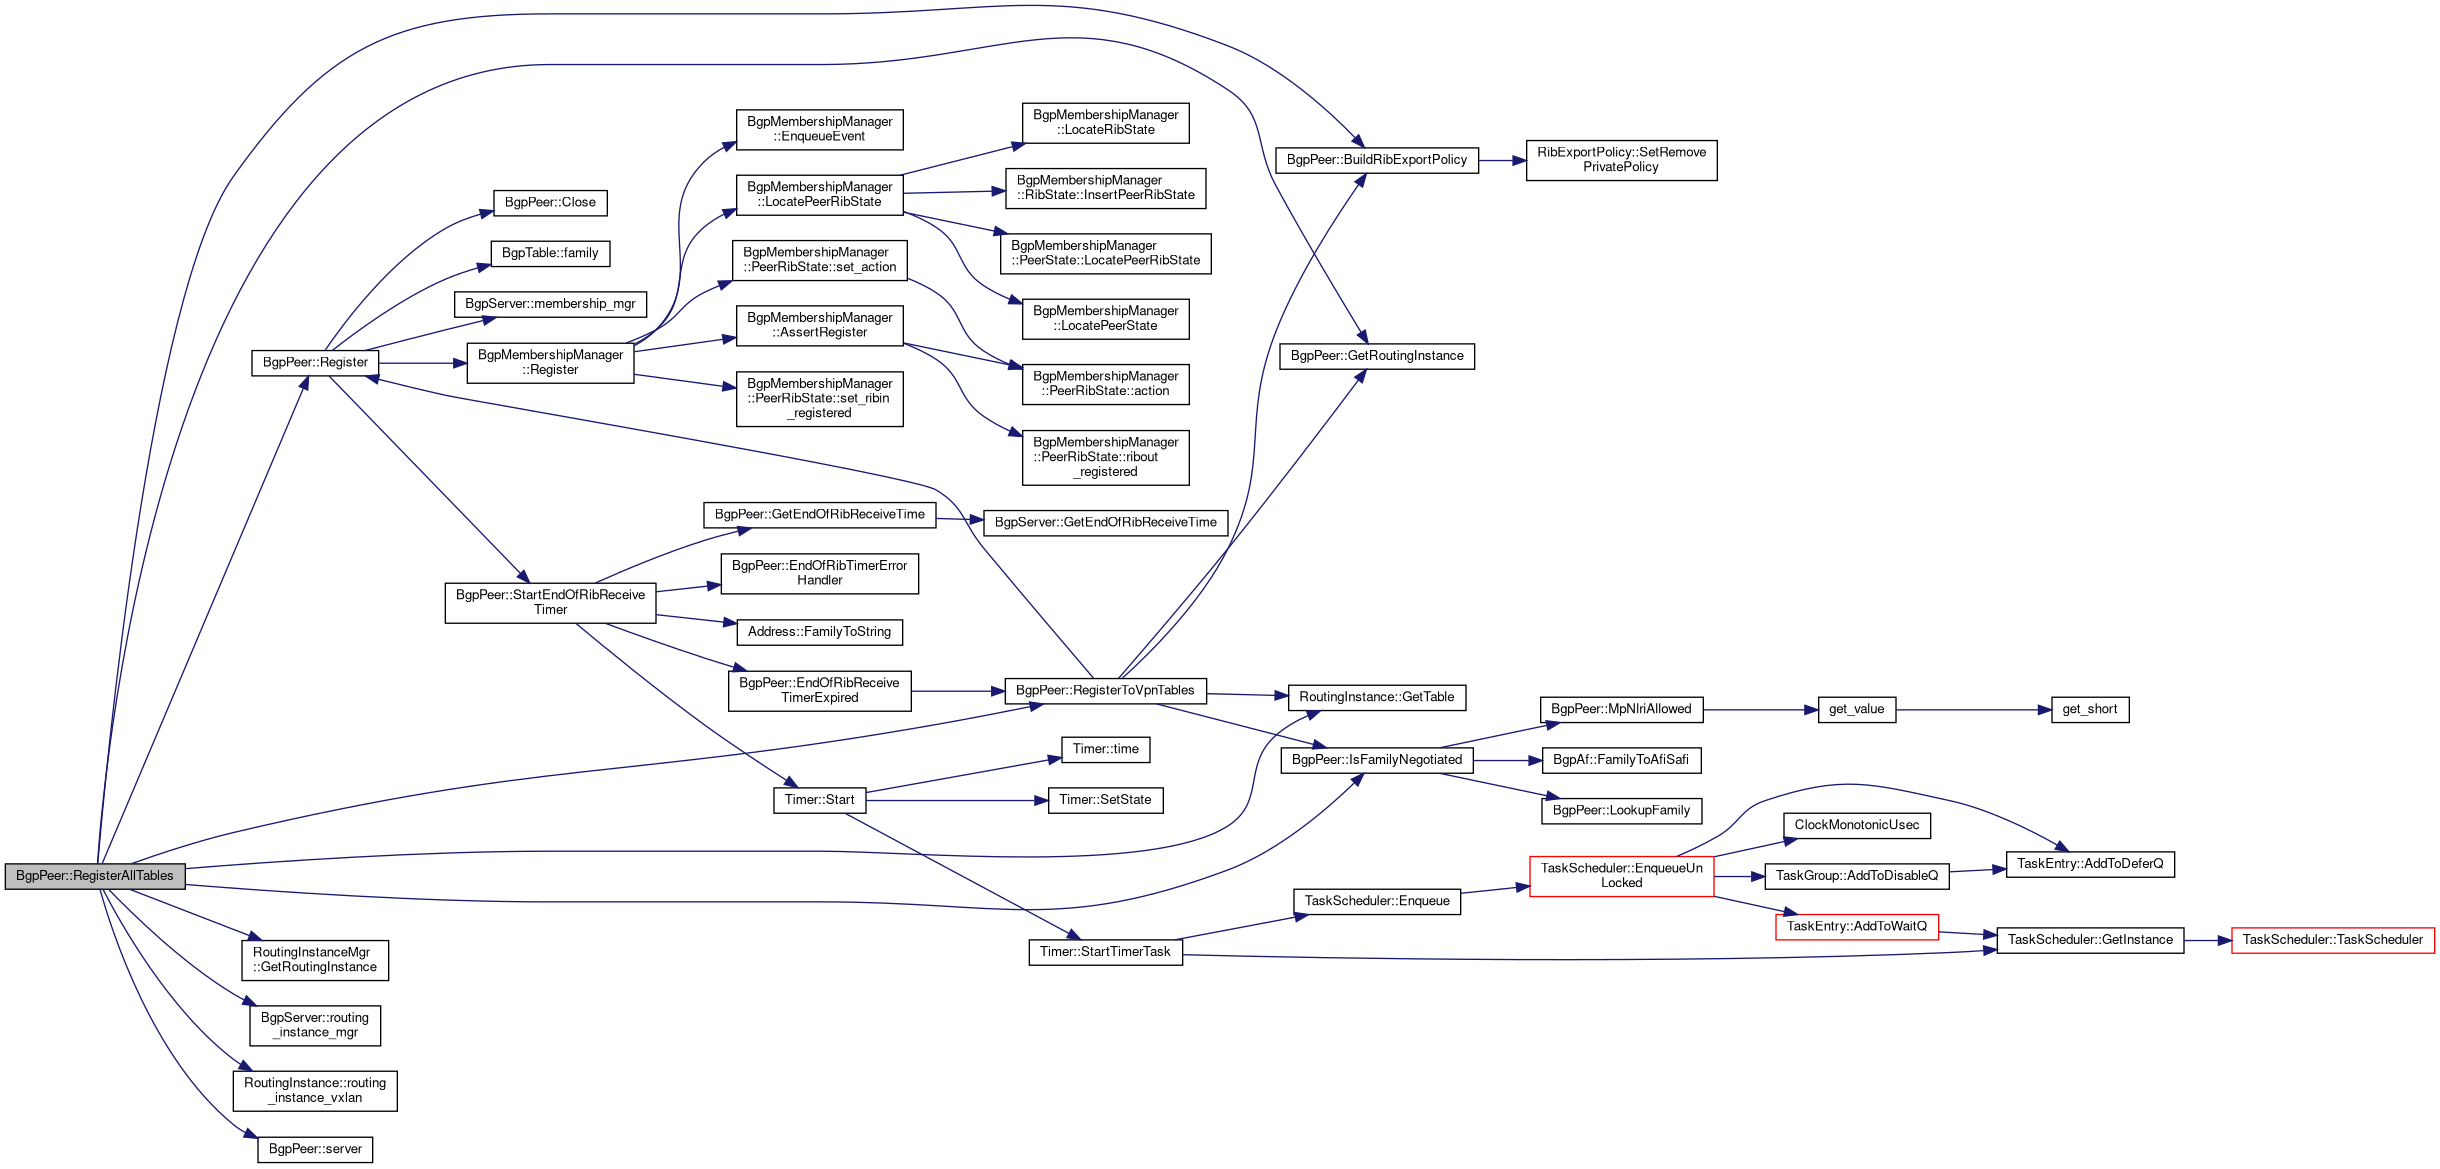 BgpPeer::RegisterAllTables
BgpPeer::Register
BgpPeer::Close
BgpTable::family
BgpServer::membership_mgr
BgpMembershipManager
::Register
BgpMembershipManager
::EnqueueEvent
BgpMembershipManager
::LocatePeerRibState
BgpMembershipManager
::PeerRibState::set_action
BgpMembershipManager
::AssertRegister
BgpMembershipManager
::PeerRibState::set_ribin
_registered
BgpMembershipManager
::LocateRibState
BgpMembershipManager
::RibState::InsertPeerRibState
BgpMembershipManager
::PeerState::LocatePeerRibState
BgpMembershipManager
::LocatePeerState
BgpMembershipManager
::PeerRibState::action
BgpMembershipManager
::PeerRibState::ribout
_registered
BgpPeer::BuildRibExportPolicy
RibExportPolicy::SetRemove
PrivatePolicy
BgpPeer::GetRoutingInstance
BgpPeer::StartEndOfRibReceive
Timer
BgpPeer::GetEndOfRibReceiveTime
BgpServer::GetEndOfRibReceiveTime
BgpPeer::EndOfRibTimerError
Handler
Address::FamilyToString
BgpPeer::EndOfRibReceive
TimerExpired
BgpPeer::RegisterToVpnTables
RoutingInstance::GetTable
BgpPeer::IsFamilyNegotiated
BgpPeer::MpNlriAllowed
get_value
get_short
BgpAf::FamilyToAfiSafi
BgpPeer::LookupFamily
Timer::Start
Timer::time
Timer::SetState
Timer::StartTimerTask
TaskScheduler::Enqueue
TaskScheduler::EnqueueUn
Locked
ClockMonotonicUsec
TaskGroup::AddToDisableQ
TaskEntry::AddToDeferQ
TaskEntry::AddToWaitQ
TaskScheduler::GetInstance
TaskScheduler::TaskScheduler
RoutingInstanceMgr
::GetRoutingInstance
BgpServer::routing
_instance_mgr
RoutingInstance::routing
_instance_vxlan
BgpPeer::server